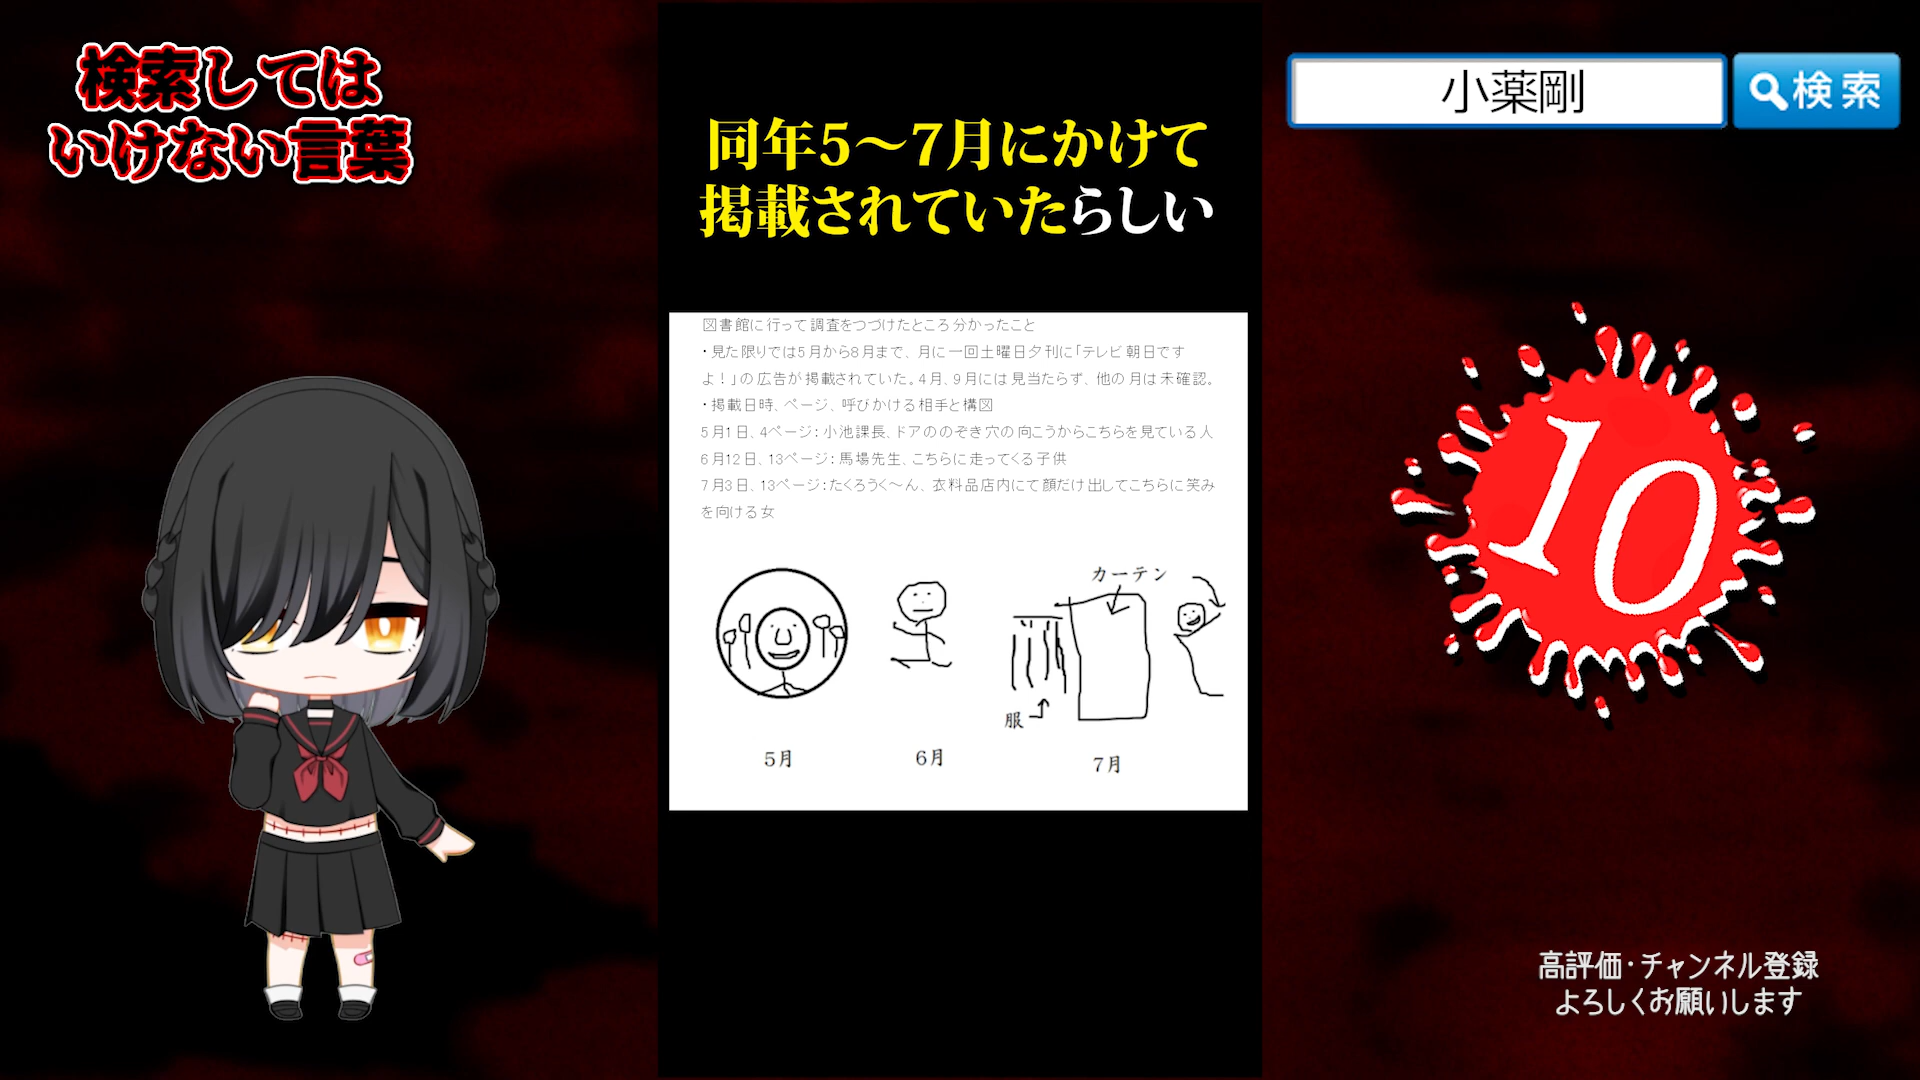 検索しては
いけない言葉
同年5～7月にかけて
掲載されていたらしい
図書館に行って調査をつづけたところ分かったこと
・見た限りでは5月から8月まで、月に一回土曜日夕刊に「テレビ朝日です
よ！」の広告が掲載されていた。4月、9月には見当たらず、他の月は未確認。
・掲載日時、ページ、呼びかける相手と構図
5月1日、4ページ：小池課長、ドアののぞき穴の向こうからこちらを見ている人
6月12日、13ページ：馬場先生、こちらに走ってくる子供
7月3日、13ページ：たくろうく～ん、衣料品店内にて顔だけ出してこちらに笑み
を向ける女
カーテン
服
5月
6月
7月
小薬剛
検索
10
高評価・チャンネル登録
よろしくお願いします